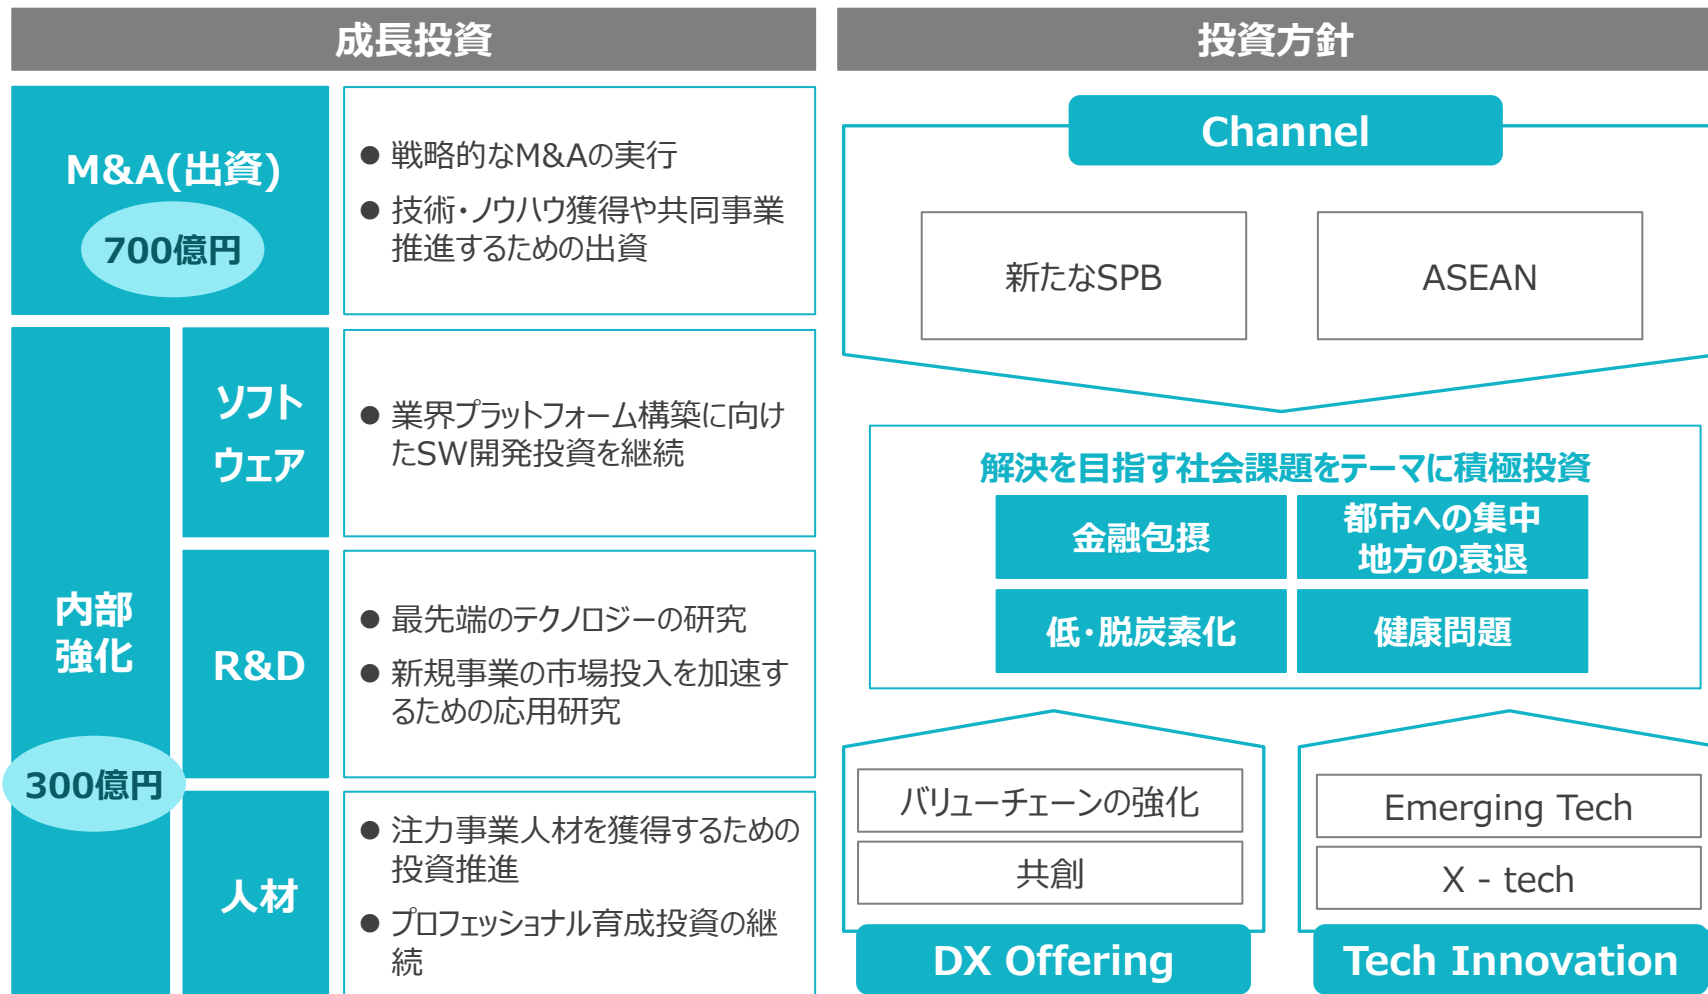 成長投資
M&A(出資)
700億円
● 戦略的なM&Aの実行
● 技術・ノウハウ獲得や共同事業
推進するための出資
内部
強化
300億円
ソフト
ウェア
● 業界プラットフォーム構築に向け
たSW開発投資を継続
R&D
● 最先端のテクノロジーの研究
● 新規事業の市場投入を加速す
るための応用研究
人材
● 注力事業人材を獲得するための
投資推進
● プロフェッショナル育成投資の継
続
投資方針
Channel
新たなSPB
ASEAN
解決を目指す社会課題をテーマに積極投資
金融包摂
都市への集中
地方の衰退
低・脱炭素化
健康問題
バリューチェーンの強化
共創
DX Offering
Emerging Tech
X - tech
Tech Innovation